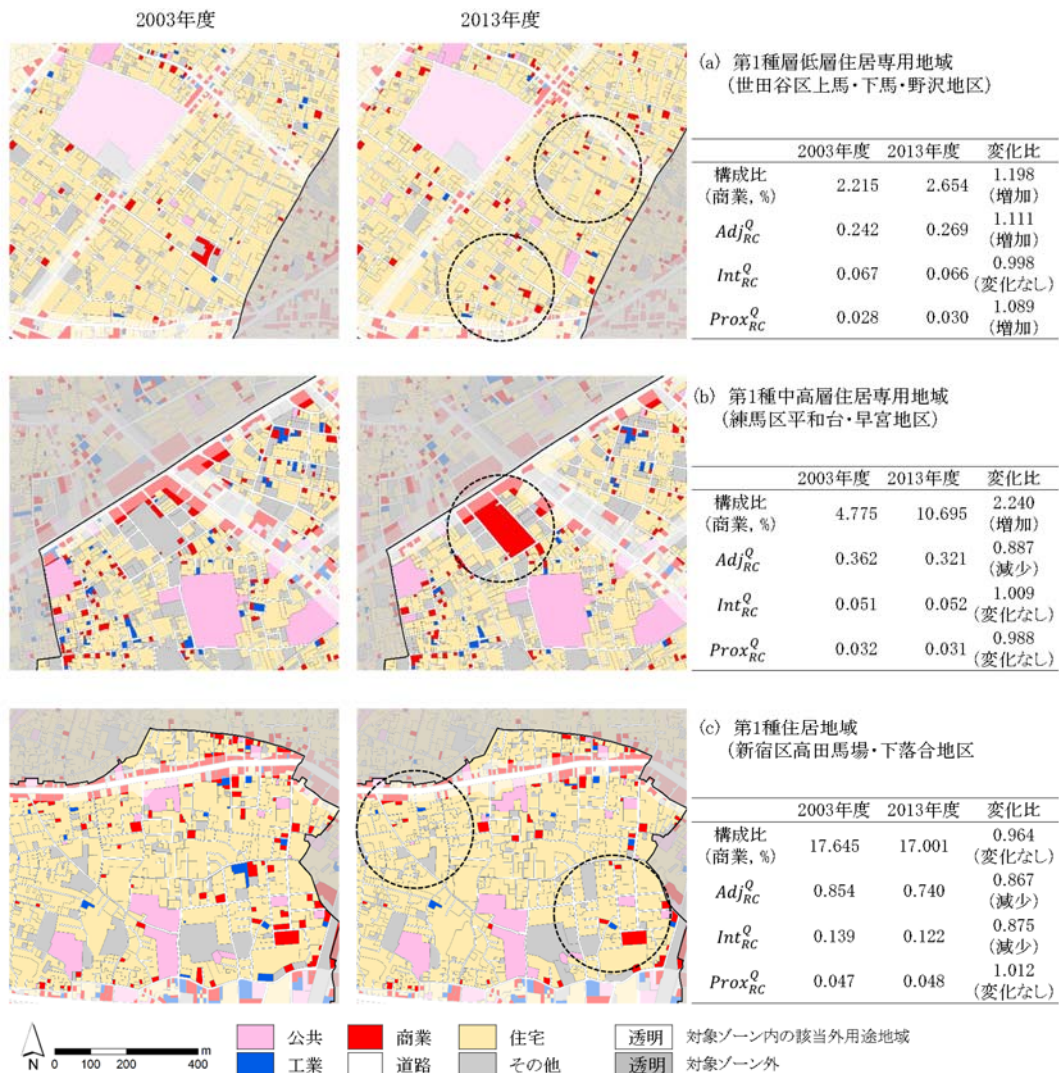 2003年度
2013年度
(a) 第1種層低層住居専用地域
(世田谷区上馬・下馬・野沢地区)
2003年度 2013年度 変化比
構成比
(商業, %) 2.215 2.654 1.198
(増加)
Adj^Q_RC 0.242 0.269 1.111
(増加)
Int^Q_RC 0.067 0.066 0.998
(変化なし)
Prox^Q_RC 0.028 0.030 1.089
(増加)
(b) 第1種中高層住居専用地域
(練馬区平和台・早宮地区)
2003年度 2013年度 変化比
構成比
(商業, %) 4.775 10.695 2.240
(増加)
Adj^Q_RC 0.362 0.321 0.887
(減少)
Int^Q_RC 0.051 0.052 1.009
(変化なし)
Prox^Q_RC 0.032 0.031 0.988
(変化なし)
(c) 第1種住居地域
(新宿区高田馬場・下落合地区
2003年度 2013年度 変化比
構成比
(商業, %) 17.645 17.001 0.964
(変化なし)
Adj^Q_RC 0.854 0.740 0.867
(減少)
Int^Q_RC 0.139 0.122 0.875
(減少)
Prox^Q_RC 0.047 0.048 1.012
(変化なし)
N
0 100 200 400 m
公共 商業 住宅 透明 対象ゾーン内の該当外用途地域
工業 道路 その他 透明 対象ゾーン外